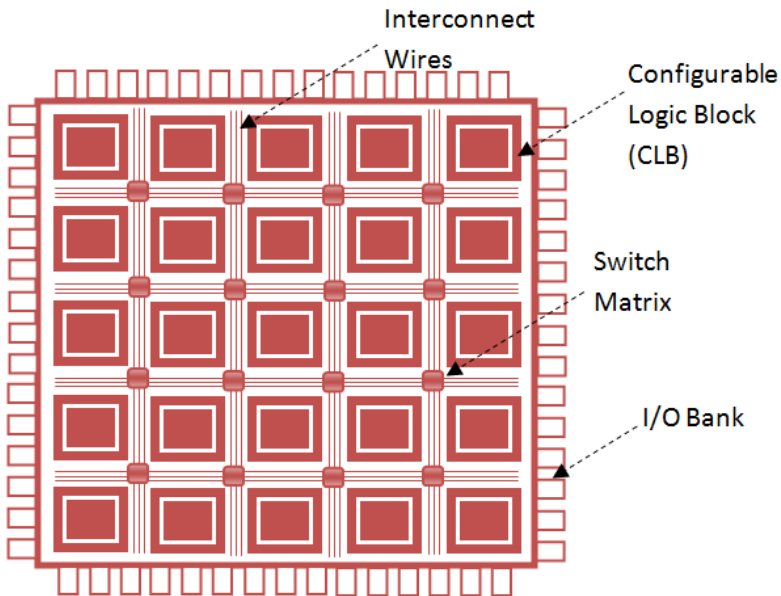 Interconnect
Wires
Configurable
Logic Block
(CLB)
Switch
Matrix
I/O Bank